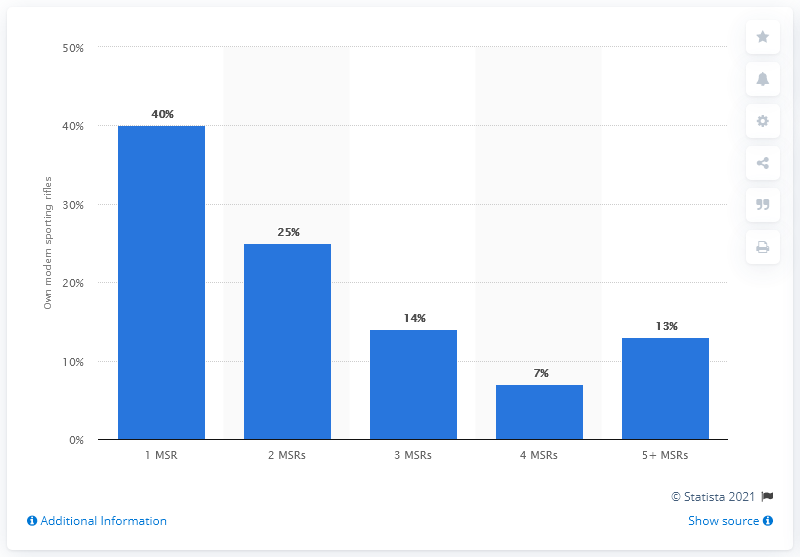 50%
40%
30%
20%
10%
0%
Own modern sporting rifles
40%
25%
14%
7%
13%
1 MSR
2 MSRs
3 MSRs
4 MSRs
5+ MSRs
© Statista 2021
Additional Information
Show source